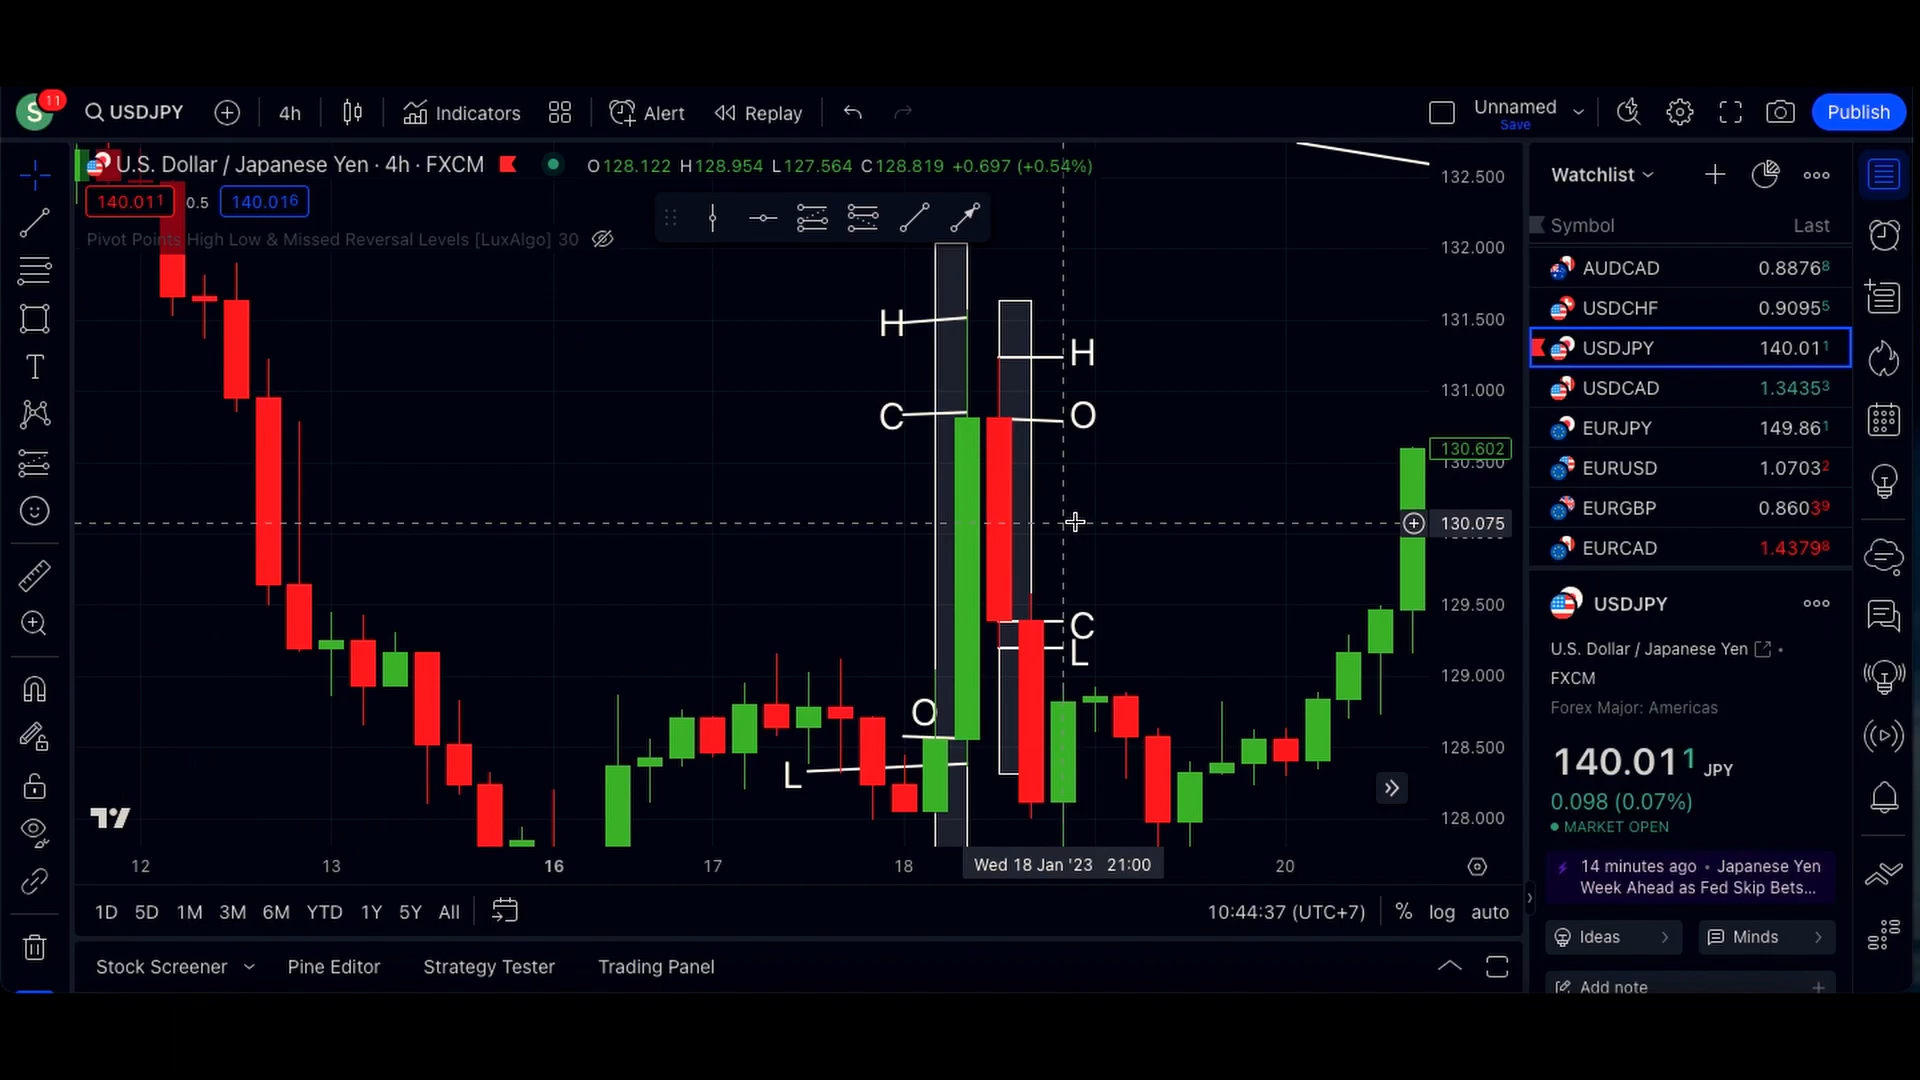 S 11 USDJPY 4h Indicators Alert Replay Unnamed Save Publish
U.S. Dollar / Japanese Yen · 4h · FXCM O128.122 H128.954 L127.564 C128.819 +0.697 (+0.54%)
140.011 0.5 140.016
Pivot Points High Low & Missed Reversal Levels [LuxAlgo] 30
H
C
O
L
H
O
C
L
132.500
132.000
131.500
131.000
130.602
130.500
130.075
129.500
129.000
128.500
128.000
12 13 16 17 18 Wed 18 Jan '23 21:00 20
1D 5D 1M 3M 6M YTD 1Y 5Y All 10:44:37 (UTC+7) % log auto
Stock Screener Pine Editor Strategy Tester Trading Panel
Watchlist
Symbol Last
AUDCAD 0.88768
USDCHF 0.90955
USDJPY 140.011
USDCAD 1.34353
EURJPY 149.861
EURUSD 1.07032
EURGBP 0.86039
EURCAD 1.43798
USDJPY
U.S. Dollar / Japanese Yen •
FXCM
Forex Major: Americas
140.011 JPY
0.098 (0.07%)
MARKET OPEN
14 minutes ago • Japanese Yen
Week Ahead as Fed Skip Bets...
Ideas Minds
Add note